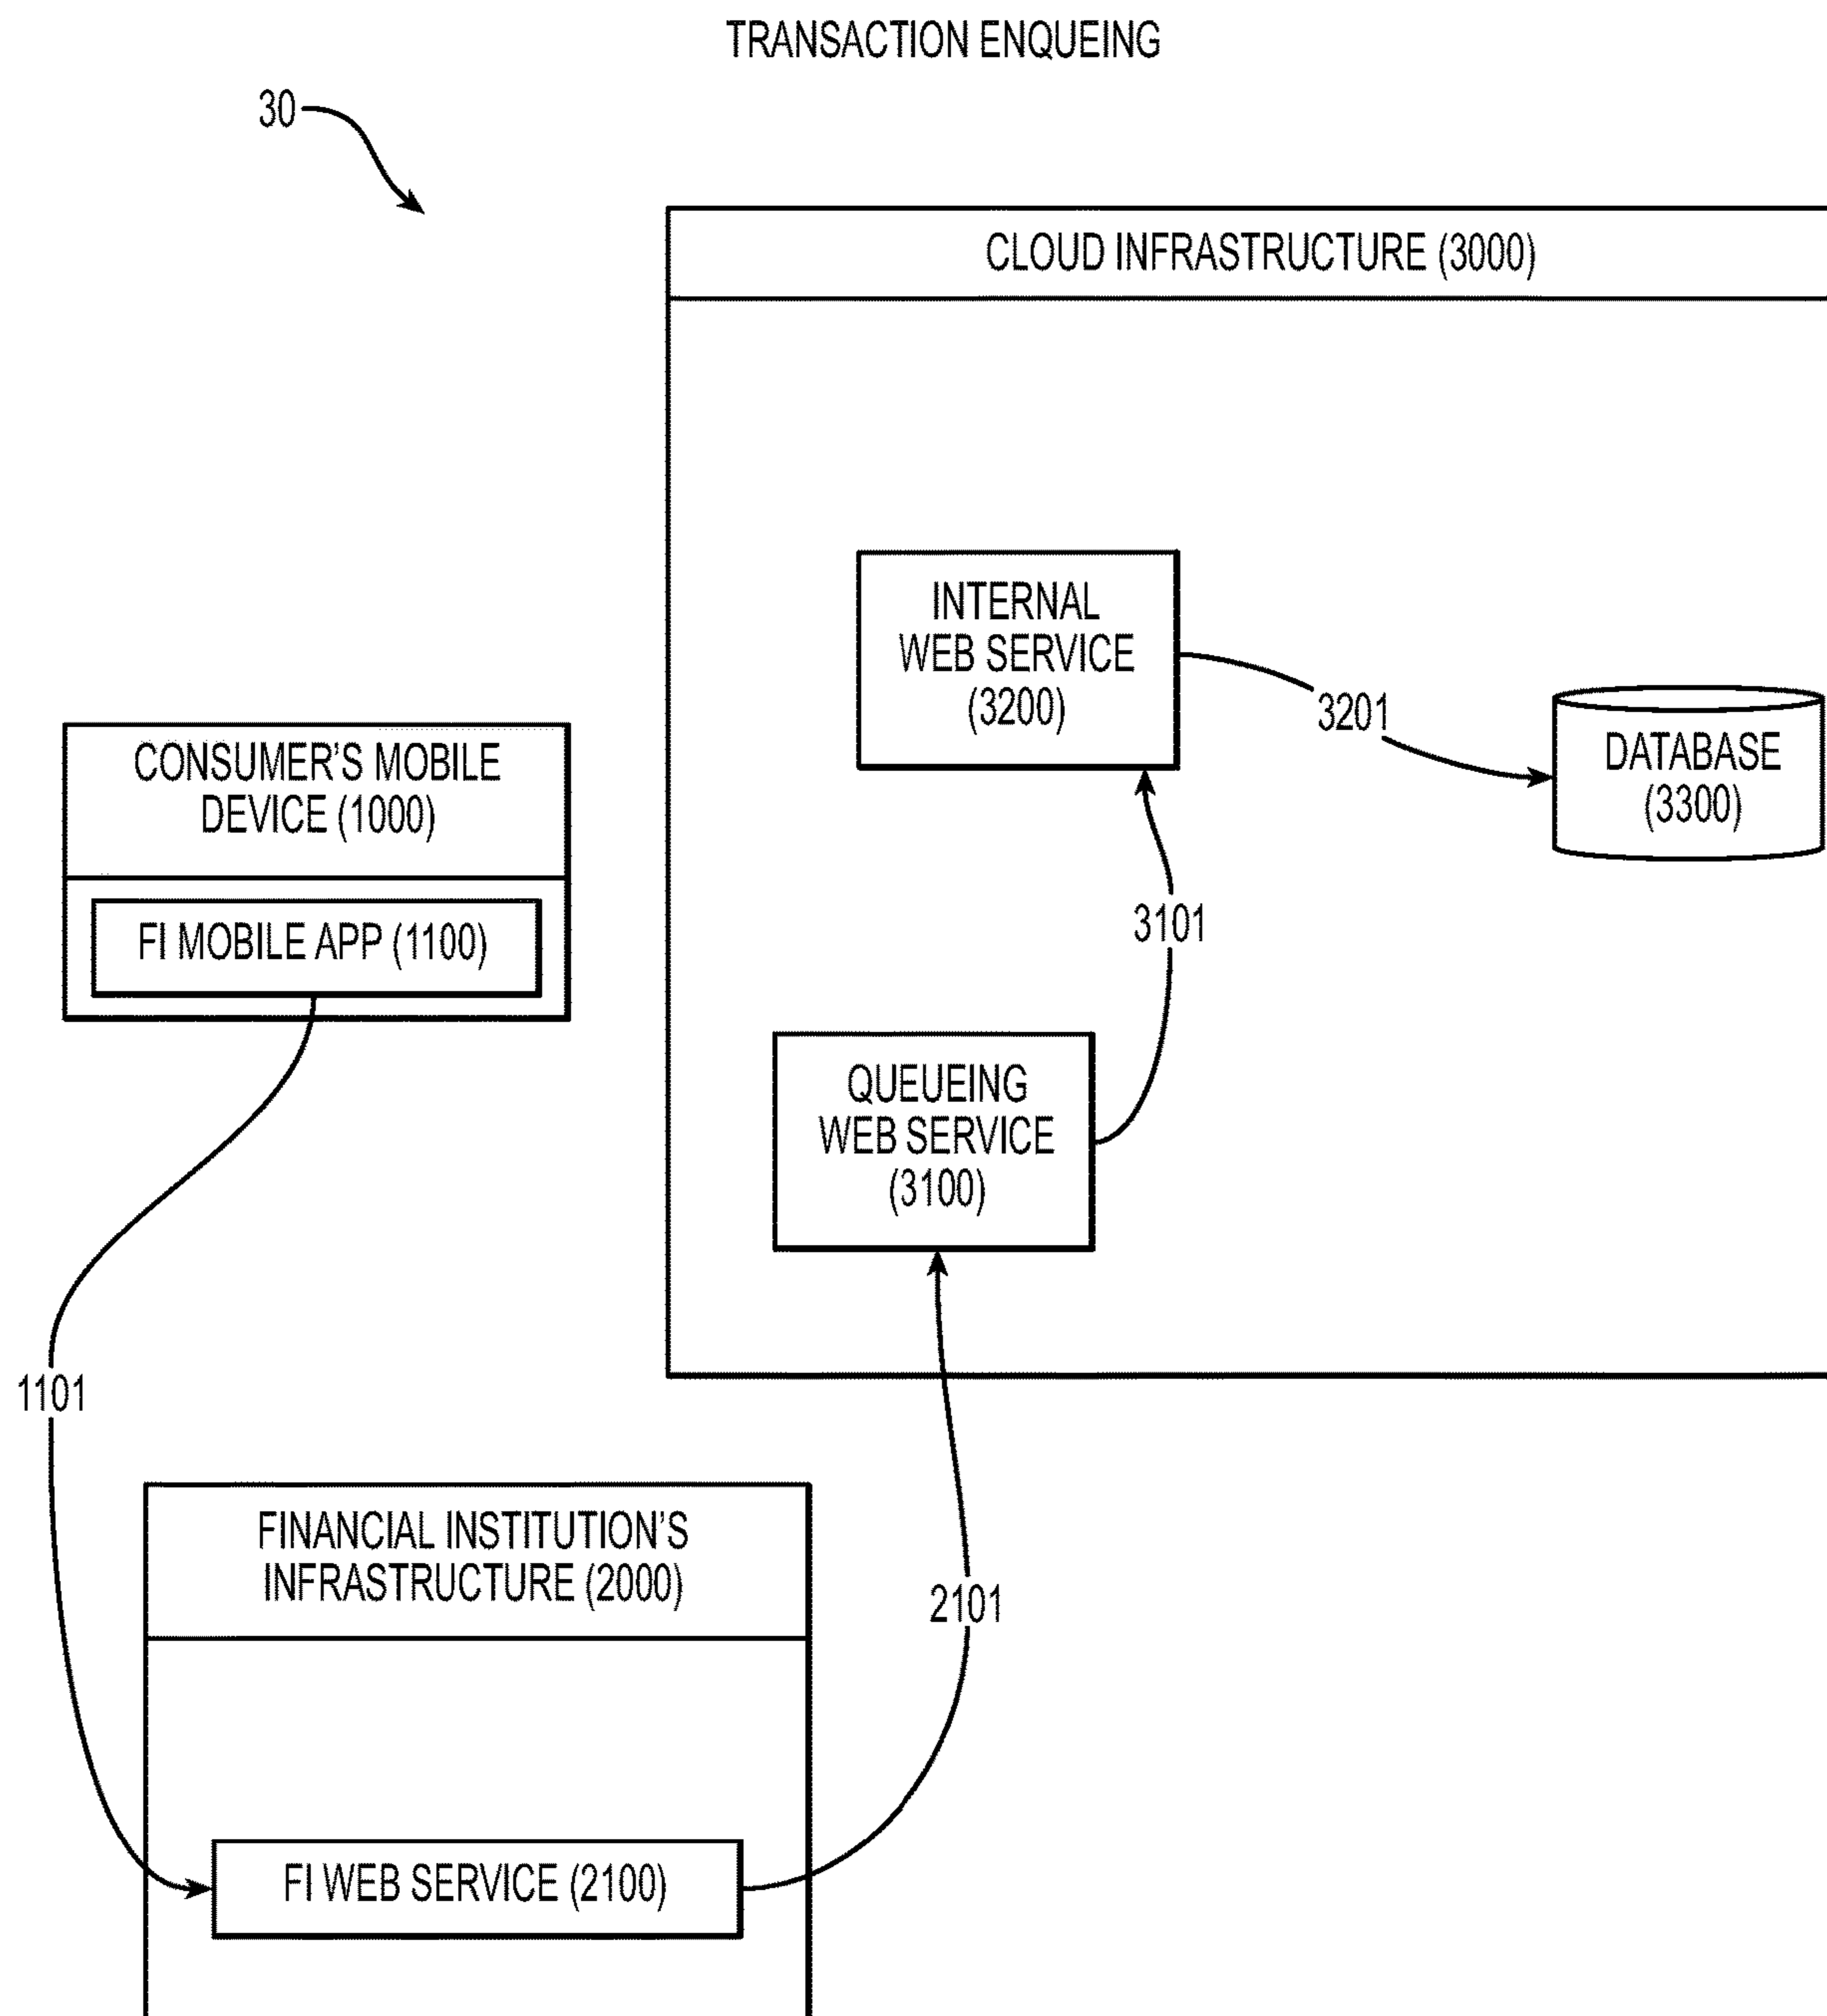 TRANSACTION ENQUEING
30
CLOUD INFRASTRUCTURE (3000)
INTERNAL
WEB SERVICE
(3200)
3201
DATABASE
(3300)
CONSUMER'S MOBILE
DEVICE (1000)
FI MOBILE APP (1100)
3101
QUEUEING
WEB SERVICE
(3100)
1101
FINANCIAL INSTITUTION'S
INFRASTRUCTURE (2000)
2101
FI WEB SERVICE (2100)